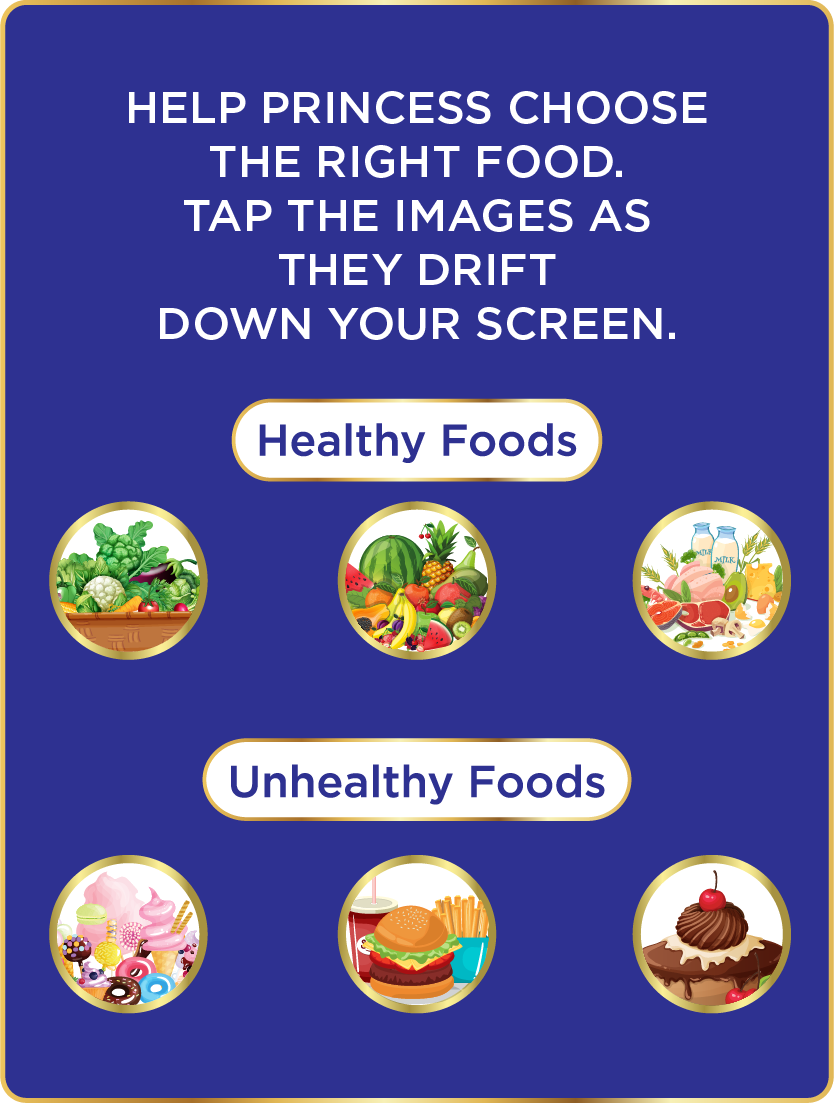 HELP PRINCESS CHOOSE
THE RIGHT FOOD.
TAP THE IMAGES AS
THEY DRIFT
DOWN YOUR SCREEN.
Healthy Foods
MILK
MILK
Unhealthy Foods